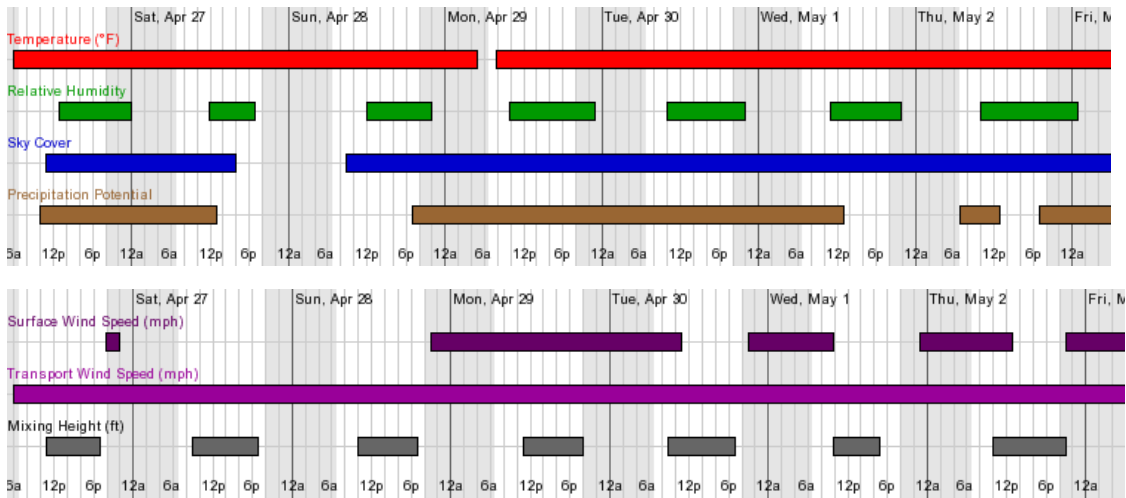 Sat, Apr 27 Sun, Apr 28 Mon, Apr 29 Tue, Apr 30 Wed, May 1 Thu, May 2 Fri, M
Temperature (°F)
Relative Humidity
Sky Cover
Precipitation Potential
6a 12p 6p 12a 6a 12p 6p 12a 6a 12p 6p 12a 6a 12p 6p 12a 6a 12p 6p 12a 6a 12p 6p 12a 6a 12p 6p 12a
Sat, Apr 27 Sun, Apr 28 Mon, Apr 29 Tue, Apr 30 Wed, May 1 Thu, May 2 Fri, M
Surface Wind Speed (mph)
Transport Wind Speed (mph)
Mixing Height (ft)
6a 12p 6p 12a 6a 12p 6p 12a 6a 12p 6p 12a 6a 12p 6p 12a 6a 12p 6p 12a 6a 12p 6p 12a 6a 12p 6p 12a